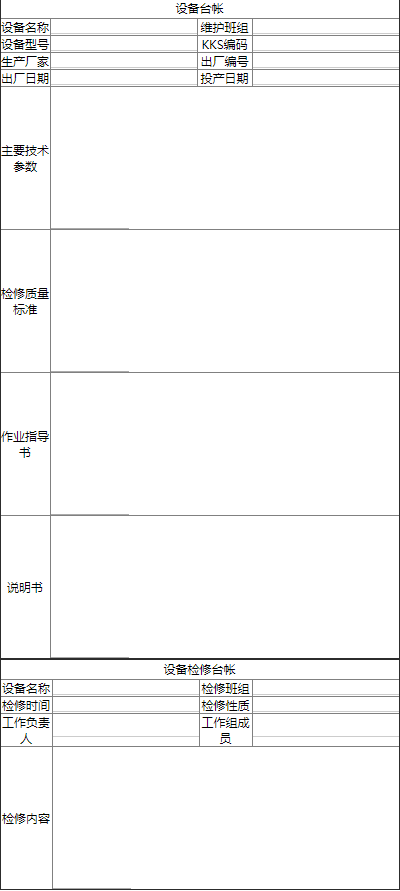 设备台帐
设备名称 维护班组
设备型号 KKS编码
生产厂家 出厂编号
出厂日期 投产日期
主要技术
参数
检修质量
标准
作业指导
书
说明书
设备检修台帐
设备名称 检修班组
检修时间 检修性质
工作负责 工作组成
人 员
检修内容